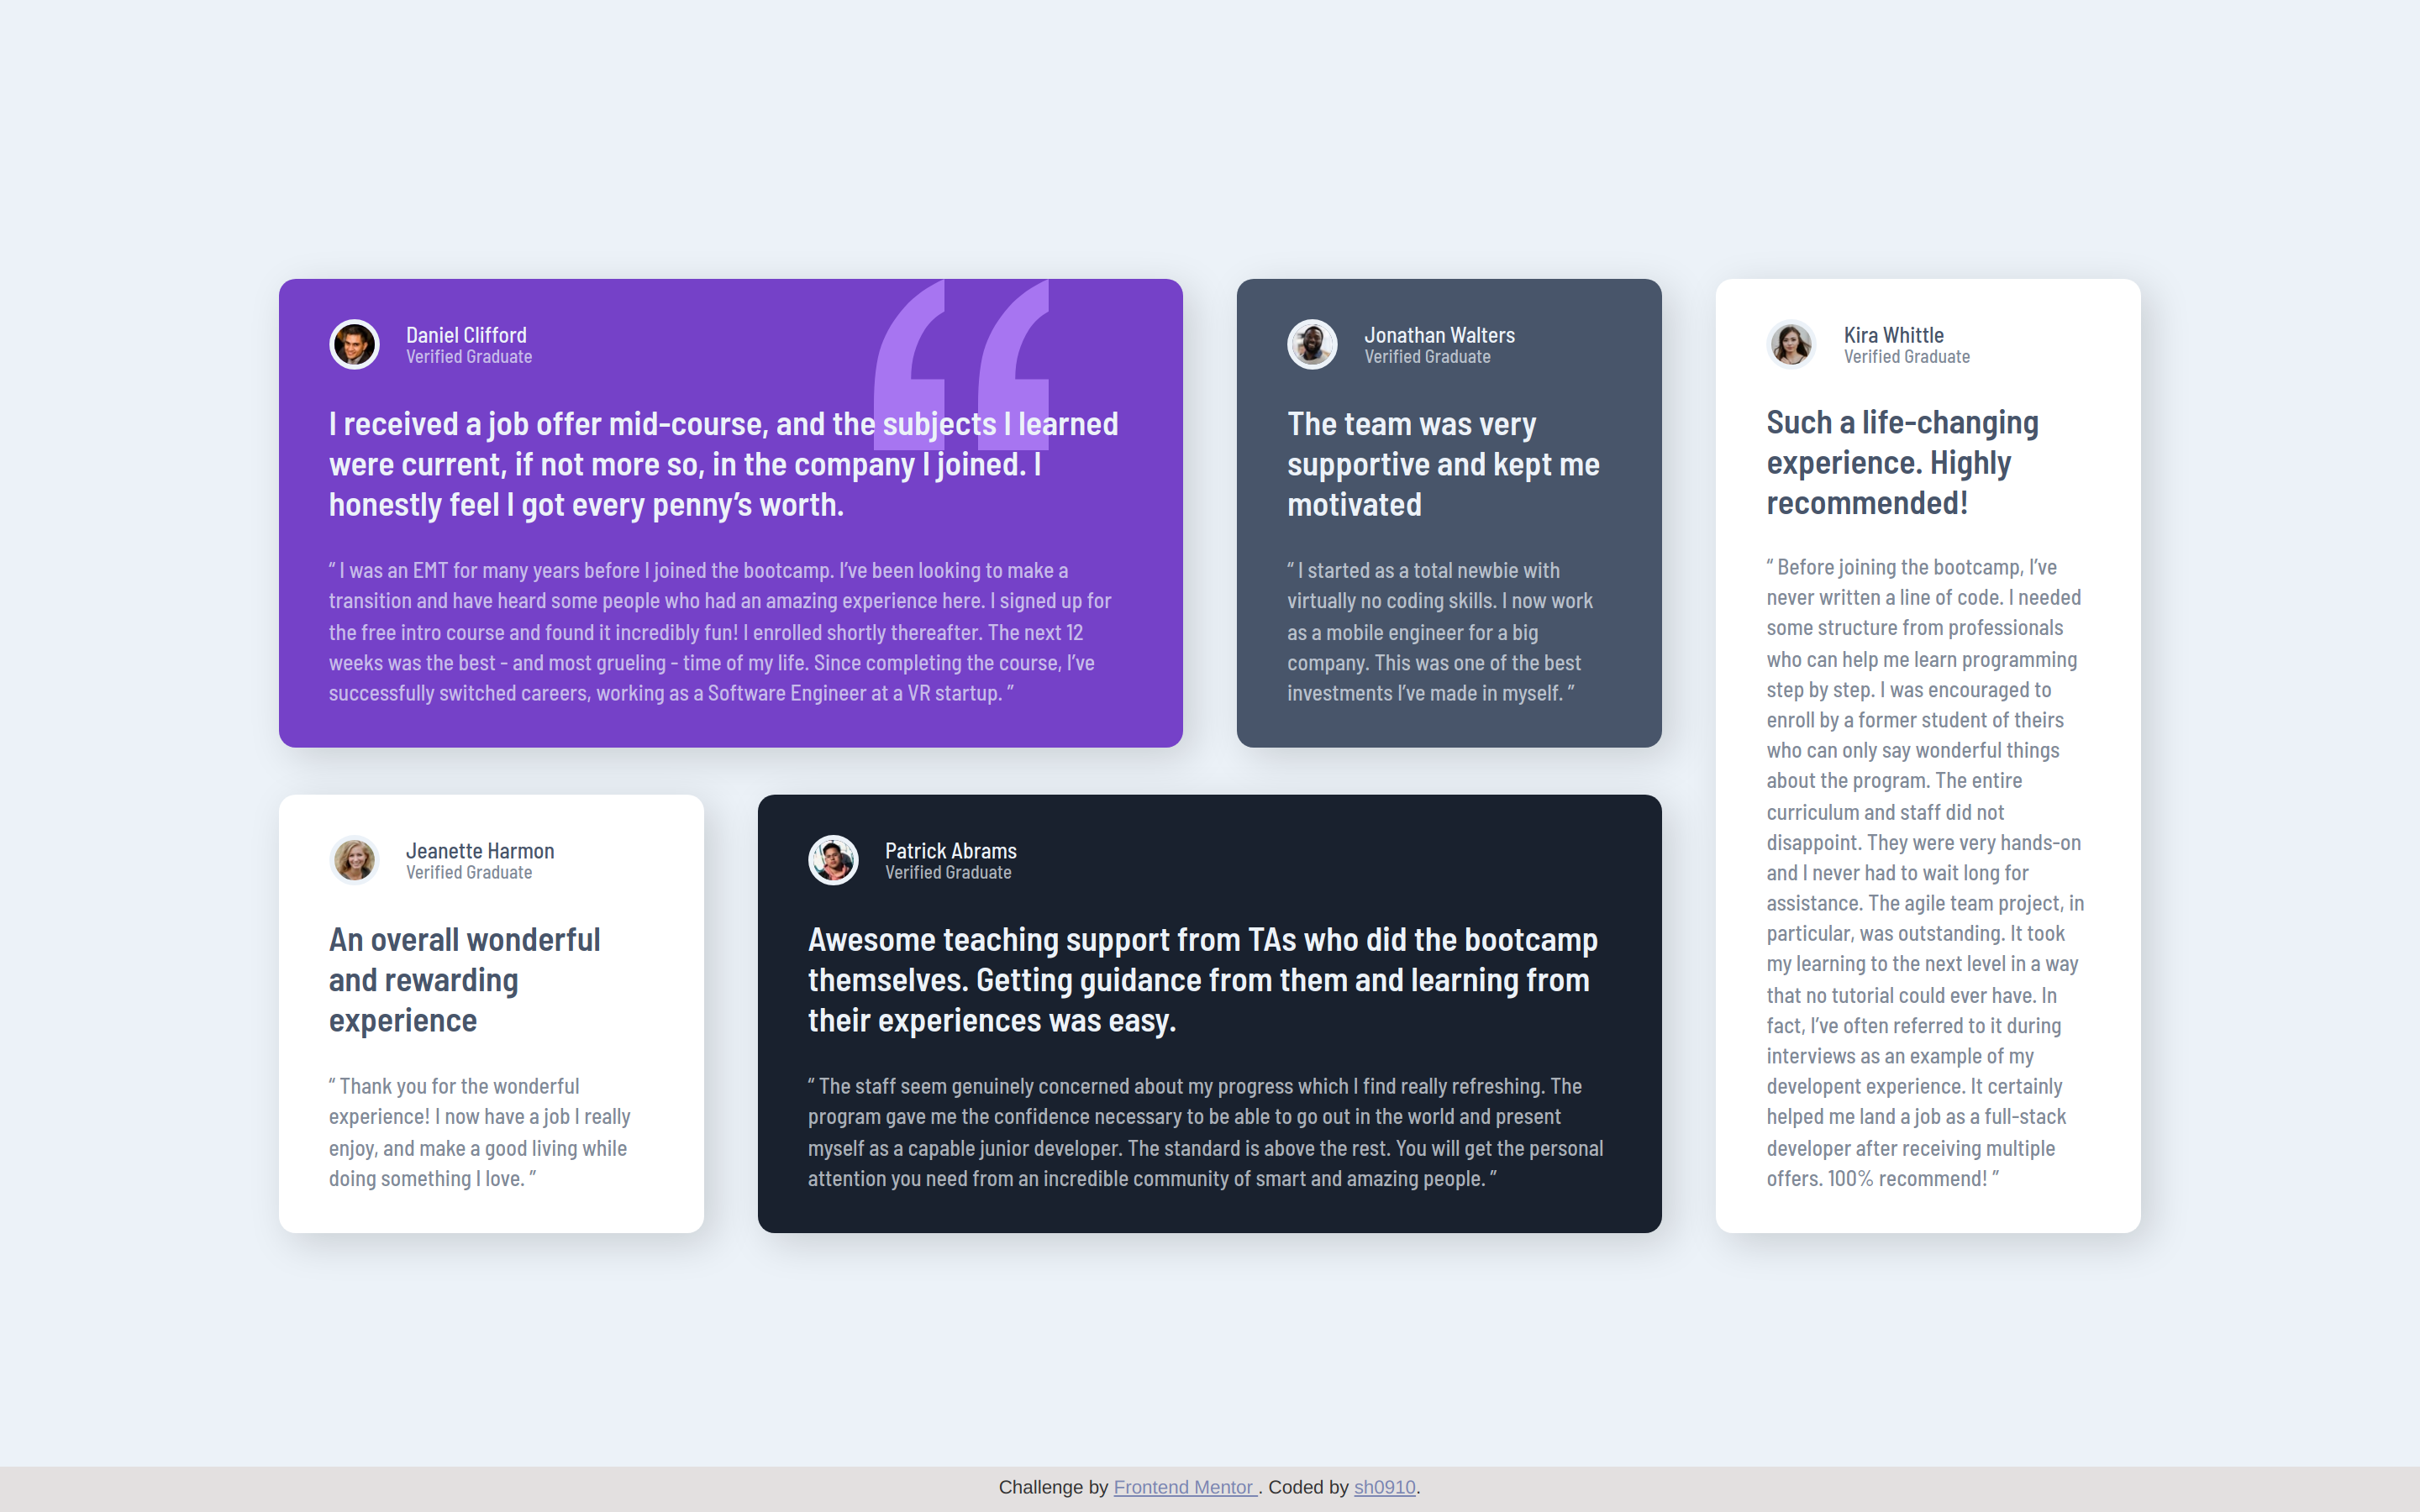 Daniel Clifford
Verified Graduate
I received a job offer mid-course, and the subjects I learned
were current, if not more so, in the company I joined. I
honestly feel I got every penny’s worth.
“ I was an EMT for many years before I joined the bootcamp. I’ve been looking to make a
transition and have heard some people who had an amazing experience here. I signed up for
the free intro course and found it incredibly fun! I enrolled shortly thereafter. The next 12
weeks was the best - and most grueling - time of my life. Since completing the course, I’ve
successfully switched careers, working as a Software Engineer at a VR startup. ”
Jonathan Walters
Verified Graduate
The team was very
supportive and kept me
motivated
“ I started as a total newbie with
virtually no coding skills. I now work
as a mobile engineer for a big
company. This was one of the best
investments I’ve made in myself. ”
Kira Whittle
Verified Graduate
Such a life-changing
experience. Highly
recommended!
“ Before joining the bootcamp, I’ve
never written a line of code. I needed
some structure from professionals
who can help me learn programming
step by step. I was encouraged to
enroll by a former student of theirs
who can only say wonderful things
about the program. The entire
curriculum and staff did not
disappoint. They were very hands-on
and I never had to wait long for
assistance. The agile team project, in
particular, was outstanding. It took
my learning to the next level in a way
that no tutorial could ever have. In
fact, I’ve often referred to it during
interviews as an example of my
developent experience. It certainly
helped me land a job as a full-stack
developer after receiving multiple
offers. 100% recommend! ”
Jeanette Harmon
Verified Graduate
An overall wonderful
and rewarding
experience
“ Thank you for the wonderful
experience! I now have a job I really
enjoy, and make a good living while
doing something I love. ”
Patrick Abrams
Verified Graduate
Awesome teaching support from TAs who did the bootcamp
themselves. Getting guidance from them and learning from
their experiences was easy.
“ The staff seem genuinely concerned about my progress which I find really refreshing. The
program gave me the confidence necessary to be able to go out in the world and present
myself as a capable junior developer. The standard is above the rest. You will get the personal
attention you need from an incredible community of smart and amazing people. ”
Challenge by Frontend Mentor . Coded by sh0910.